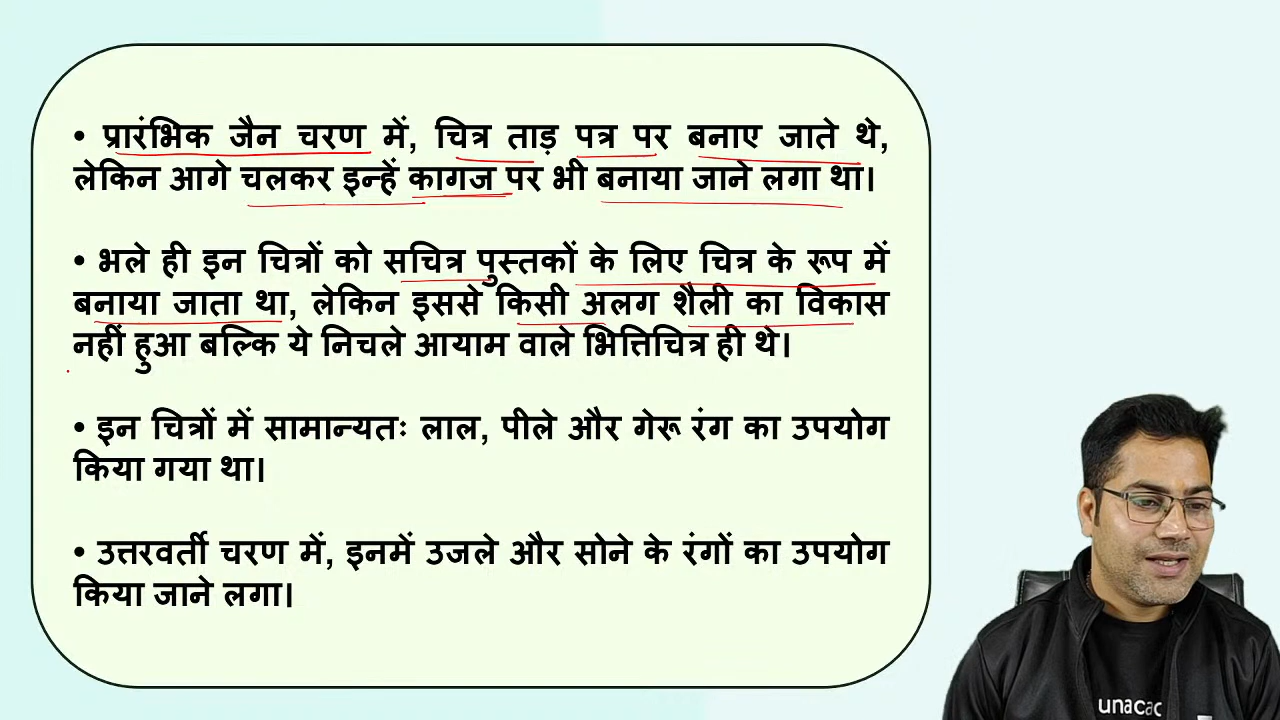 • प्रारंभिक जैन चरण में, चित्र ताड़ पत्र पर बनाए जाते थे,
लेकिन आगे चलकर इन्हें कागज पर भी बनाया जाने लगा था।
• भले ही इन चित्रों को सचित्र पुस्तकों के लिए चित्र के रूप में
बनाया जाता था, लेकिन इससे किसी अलग शैली का विकास
नहीं हुआ बल्कि ये निचले आयाम वाले भित्तिचित्र ही थे।
• इन चित्रों में सामान्यतः लाल, पीले और गेरू रंग का उपयोग
किया गया था।
• उत्तरवर्ती चरण में, इनमें उजले और सोने के रंगों का उपयोग
किया जाने लगा।
unacac